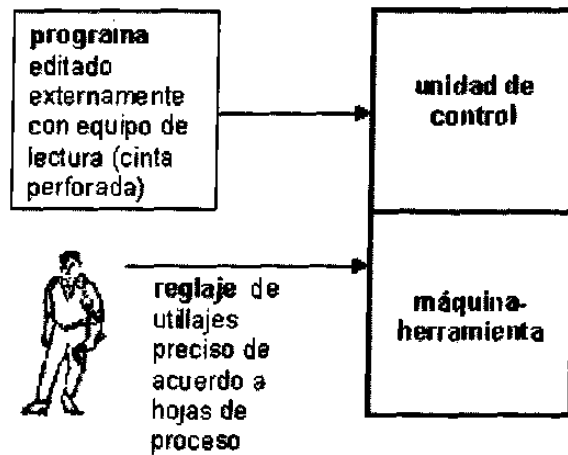 programa
editado
externamente
con equipo de
lectura (cinta
perforada)
unidad de
control
reglaje de
utillajes
preciso de
acuerdo a
hojas de
proceso
máquina-
herramienta